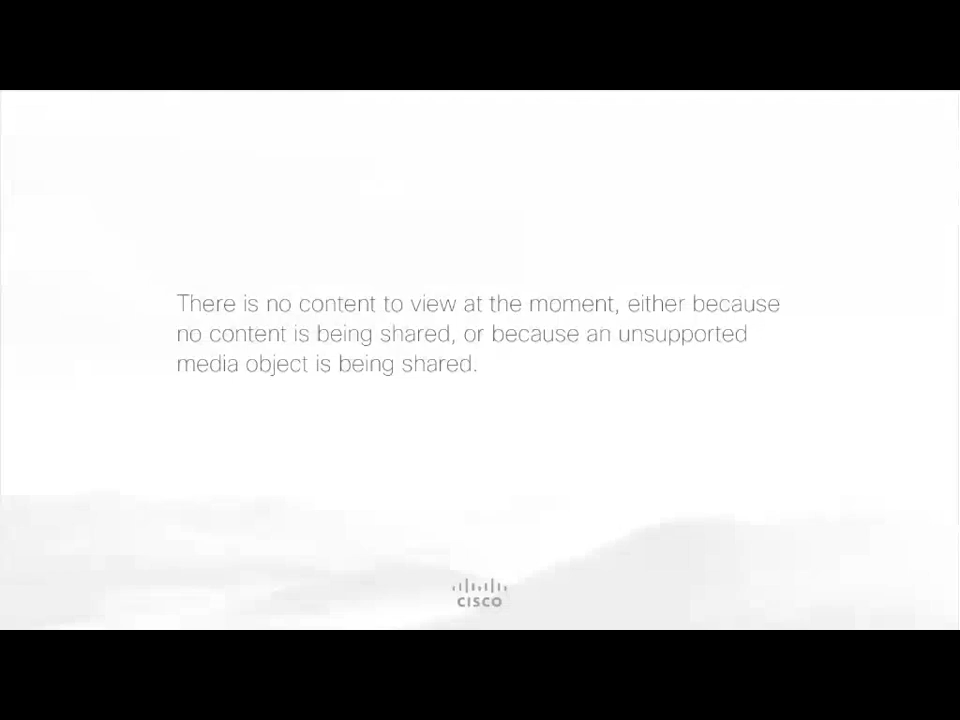 There is no content to view at the moment, either because
no content is being shared, or because an unsupported
media object is being shared.
CISCO